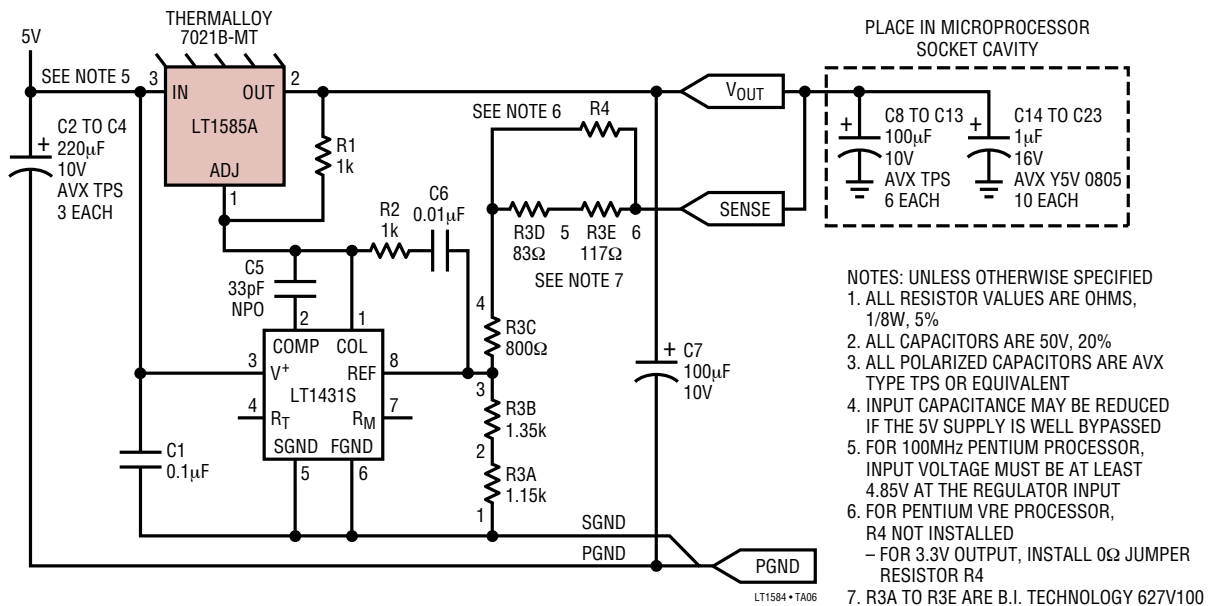 THERMALLOY
7021B-MT
5V
SEE NOTE 5
3
IN
OUT
2
LT1585A
ADJ
1
+
C2 TO C4
220µF
10V
AVX TPS
3 EACH
R1
1k
SEE NOTE 6
R4
VOUT
SENSE
PLACE IN MICROPROCESSOR
SOCKET CAVITY
+
C8 TO C13
100µF
10V
AVX TPS
6 EACH
+
C14 TO C23
1µF
16V
AVX Y5V 0805
10 EACH
R2
1k
C6
0.01µF
R3D
83Ω
5
R3E
117Ω
6
SEE NOTE 7
C5
33pF
NPO
2
1
4
R3C
800Ω
COMP
COL
3
V+
REF
8
LT1431S
4
RT
RM
7
SGND
FGND
5
6
3
R3B
1.35k
2
R3A
1.15k
1
C1
0.1µF
+
C7
100µF
10V
SGND
PGND
PGND
LT1584 • TA06
NOTES: UNLESS OTHERWISE SPECIFIED
1. ALL RESISTOR VALUES ARE OHMS,
1/8W, 5%
2. ALL CAPACITORS ARE 50V, 20%
3. ALL POLARIZED CAPACITORS ARE AVX
TYPE TPS OR EQUIVALENT
4. INPUT CAPACITANCE MAY BE REDUCED
IF THE 5V SUPPLY IS WELL BYPASSED
5. FOR 100MHz PENTIUM PROCESSOR,
INPUT VOLTAGE MUST BE AT LEAST
4.85V AT THE REGULATOR INPUT
6. FOR PENTIUM VRE PROCESSOR,
R4 NOT INSTALLED
– FOR 3.3V OUTPUT, INSTALL 0Ω JUMPER
RESISTOR R4
7. R3A TO R3E ARE B.I. TECHNOLOGY 627V100